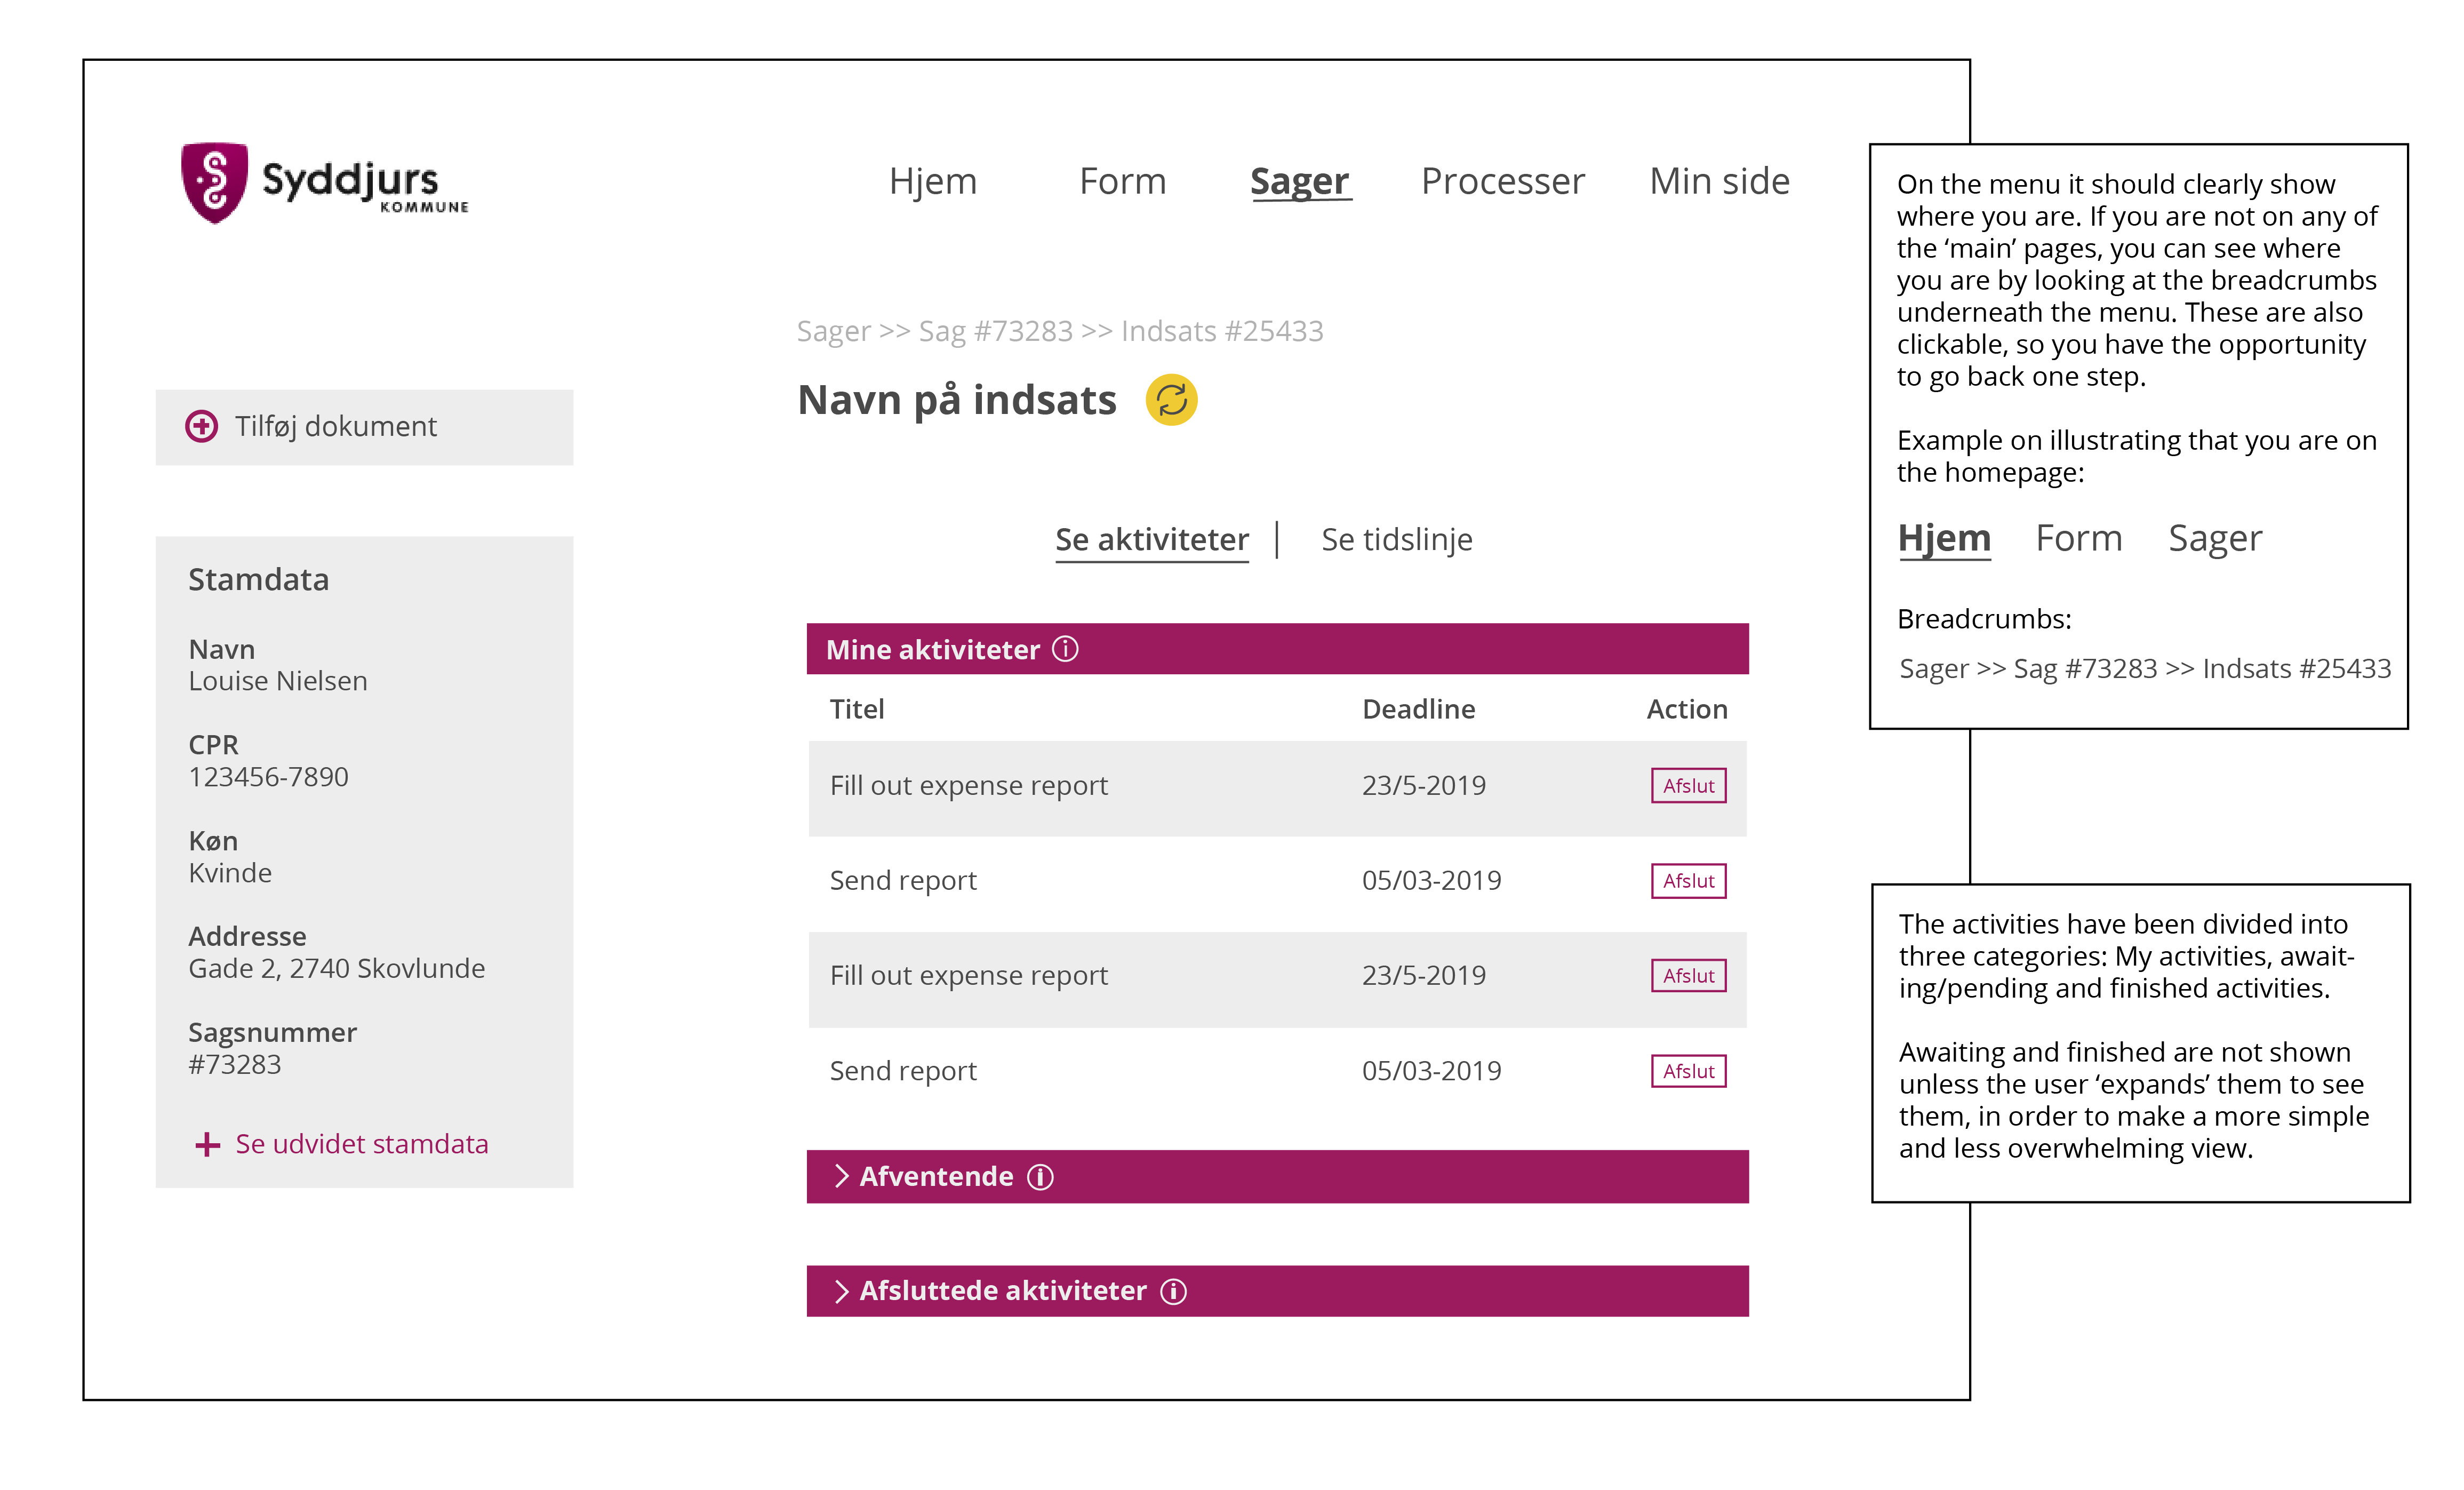 Syddjurs
KOMMUNE
Hjem Form Sager Processer Min side
Sager >> Sag #73283 >> Indsats #25433
Navn på indsats
Tilføj dokument
Stamdata
Navn
Louise Nielsen
CPR
123456-7890
Køn
Kvinde
Addresse
Gade 2, 2740 Skovlunde
Sagsnummer
#73283
Se udvidet stamdata
Se aktiviteter | Se tidslinje
Mine aktiviteter
Titel Deadline Action
Fill out expense report 23/5-2019 Afslut
Send report 05/03-2019 Afslut
Fill out expense report 23/5-2019 Afslut
Send report 05/03-2019 Afslut
Afventende
Afsluttede aktiviteter
On the menu it should clearly show
where you are. If you are not on any of
the ‘main’ pages, you can see where
you are by looking at the breadcrumbs
underneath the menu. These are also
clickable, so you have the opportunity
to go back one step.
Example on illustrating that you are on
the homepage:
Hjem Form Sager
Breadcrumbs:
Sager >> Sag #73283 >> Indsats #25433
The activities have been divided into
three categories: My activities, await-
ing/pending and finished activities.
Awaiting and finished are not shown
unless the user ‘expands’ them to see
them, in order to make a more simple
and less overwhelming view.